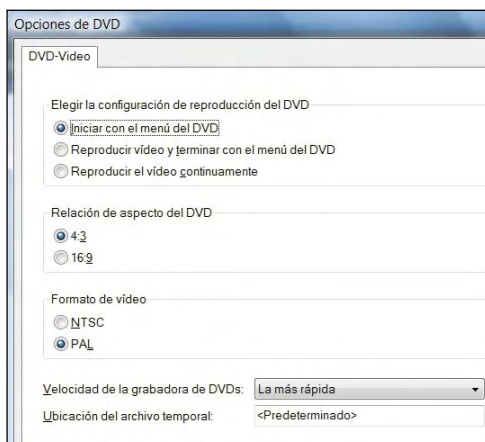 Opciones de DVD
DVD-Video
Elegir la configuración de reproducción del DVD
Iniciar con el menú del DVD
Reproducir vídeo y terminar con el menú del DVD
Reproducir el vídeo continuamente
Relación de aspecto del DVD
4:3
16:9
Formato de vídeo
NTSC
PAL
Velocidad de la grabadora de DVDs: La más rápida
Ubicación del archivo temporal: <Predeterminado>